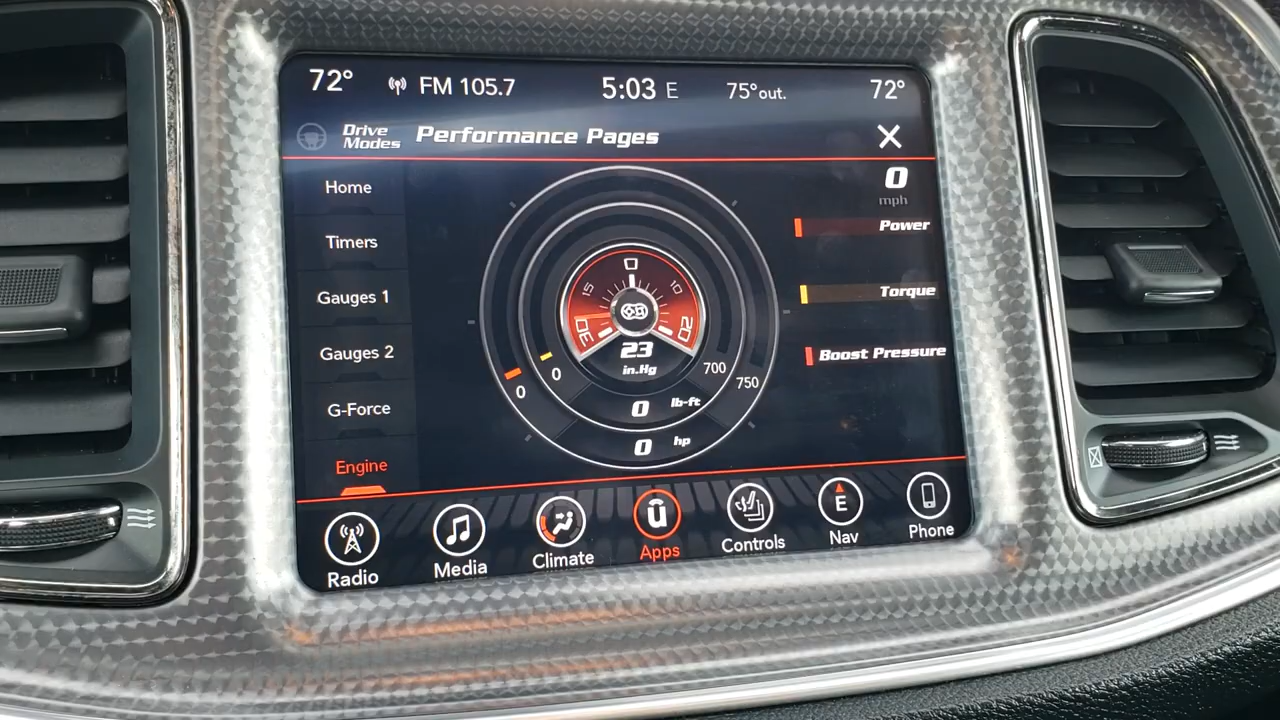 72° FM 105.7 5:03 E 75°out. 72°
Drive Modes Performance Pages
0
mph
Home
Timers
Gauges 1
Gauges 2
G-Force
Engine
Power
Torque
Boost Pressure
0
15 10
30 20
23
in.Hg
0 0 700 750
0 lb-ft
0 hp
Radio Media Climate Apps Controls E Nav Phone